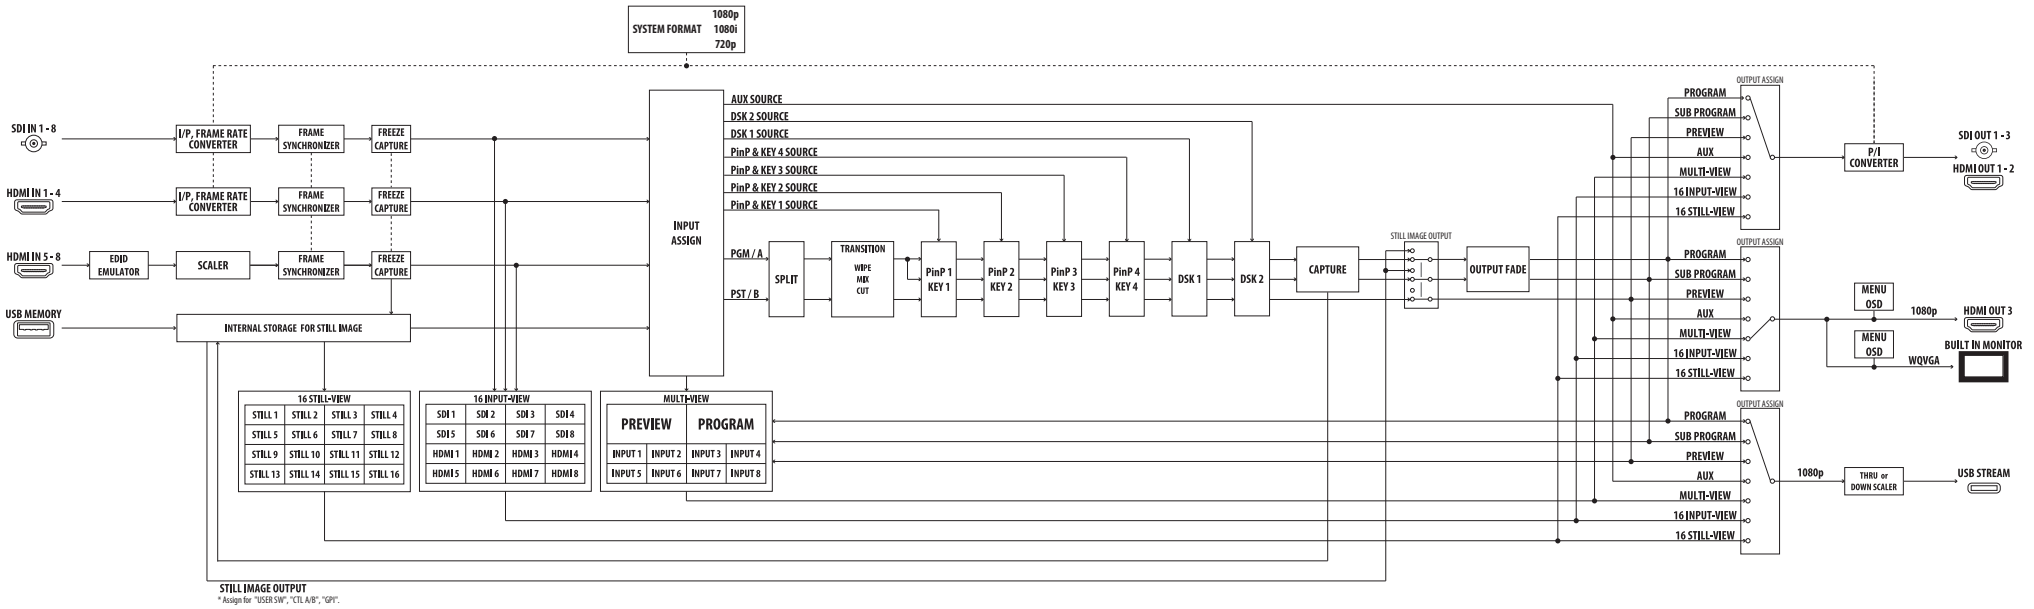 SYSTEM FORMAT
1080p
1080i
720p
SDI IN 1 - 8
I/P, FRAME RATE
CONVERTER
FRAME
SYNCHRONIZER
FREEZE
CAPTURE
HDMI IN 1 - 4
I/P, FRAME RATE
CONVERTER
FRAME
SYNCHRONIZER
FREEZE
CAPTURE
HDMI IN 5 - 8
EDID
EMULATOR
SCALER
FRAME
SYNCHRONIZER
FREEZE
CAPTURE
USB MEMORY
INTERNAL STORAGE FOR STILL IMAGE
INPUT
ASSIGN
AUX SOURCE
DSK 2 SOURCE
DSK 1 SOURCE
PinP & KEY 4 SOURCE
PinP & KEY 3 SOURCE
PinP & KEY 2 SOURCE
PinP & KEY 1 SOURCE
PGM / A
PST / B
SPLIT
TRANSITION
WIPE
MIX
CUT
PinP 1
KEY 1
PinP 2
KEY 2
PinP 3
KEY 3
PinP 4
KEY 4
DSK 1
DSK 2
CAPTURE
STILL IMAGE OUTPUT
OUTPUT FADE
OUTPUT ASSIGN
PROGRAM
SUB PROGRAM
PREVIEW
AUX
MULTI-VIEW
16 INPUT-VIEW
16 STILL-VIEW
P/I
CONVERTER
SDI OUT 1 - 3
HDMI OUT 1 - 2
OUTPUT ASSIGN
PROGRAM
SUB PROGRAM
PREVIEW
AUX
MULTI-VIEW
16 INPUT-VIEW
16 STILL-VIEW
MENU
OSD
1080p
HDMI OUT 3
MENU
OSD
WQVGA
BUILT IN MONITOR
OUTPUT ASSIGN
PROGRAM
SUB PROGRAM
PREVIEW
AUX
MULTI-VIEW
16 INPUT-VIEW
16 STILL-VIEW
1080p
THRU or
DOWN SCALER
USB STREAM
16 STILL-VIEW
STILL 1 STILL 2 STILL 3 STILL 4
STILL 5 STILL 6 STILL 7 STILL 8
STILL 9 STILL 10 STILL 11 STILL 12
STILL 13 STILL 14 STILL 15 STILL 16
16 INPUT-VIEW
SDI 1 SDI 2 SDI 3 SDI 4
SDI 5 SDI 6 SDI 7 SDI 8
HDMI 1 HDMI 2 HDMI 3 HDMI 4
HDMI 5 HDMI 6 HDMI 7 HDMI 8
MULTI-VIEW
PREVIEW PROGRAM
INPUT 1 INPUT 2 INPUT 3 INPUT 4
INPUT 5 INPUT 6 INPUT 7 INPUT 8
STILL IMAGE OUTPUT
* Assign for "USER SW", "CTL A/B", "GPI".